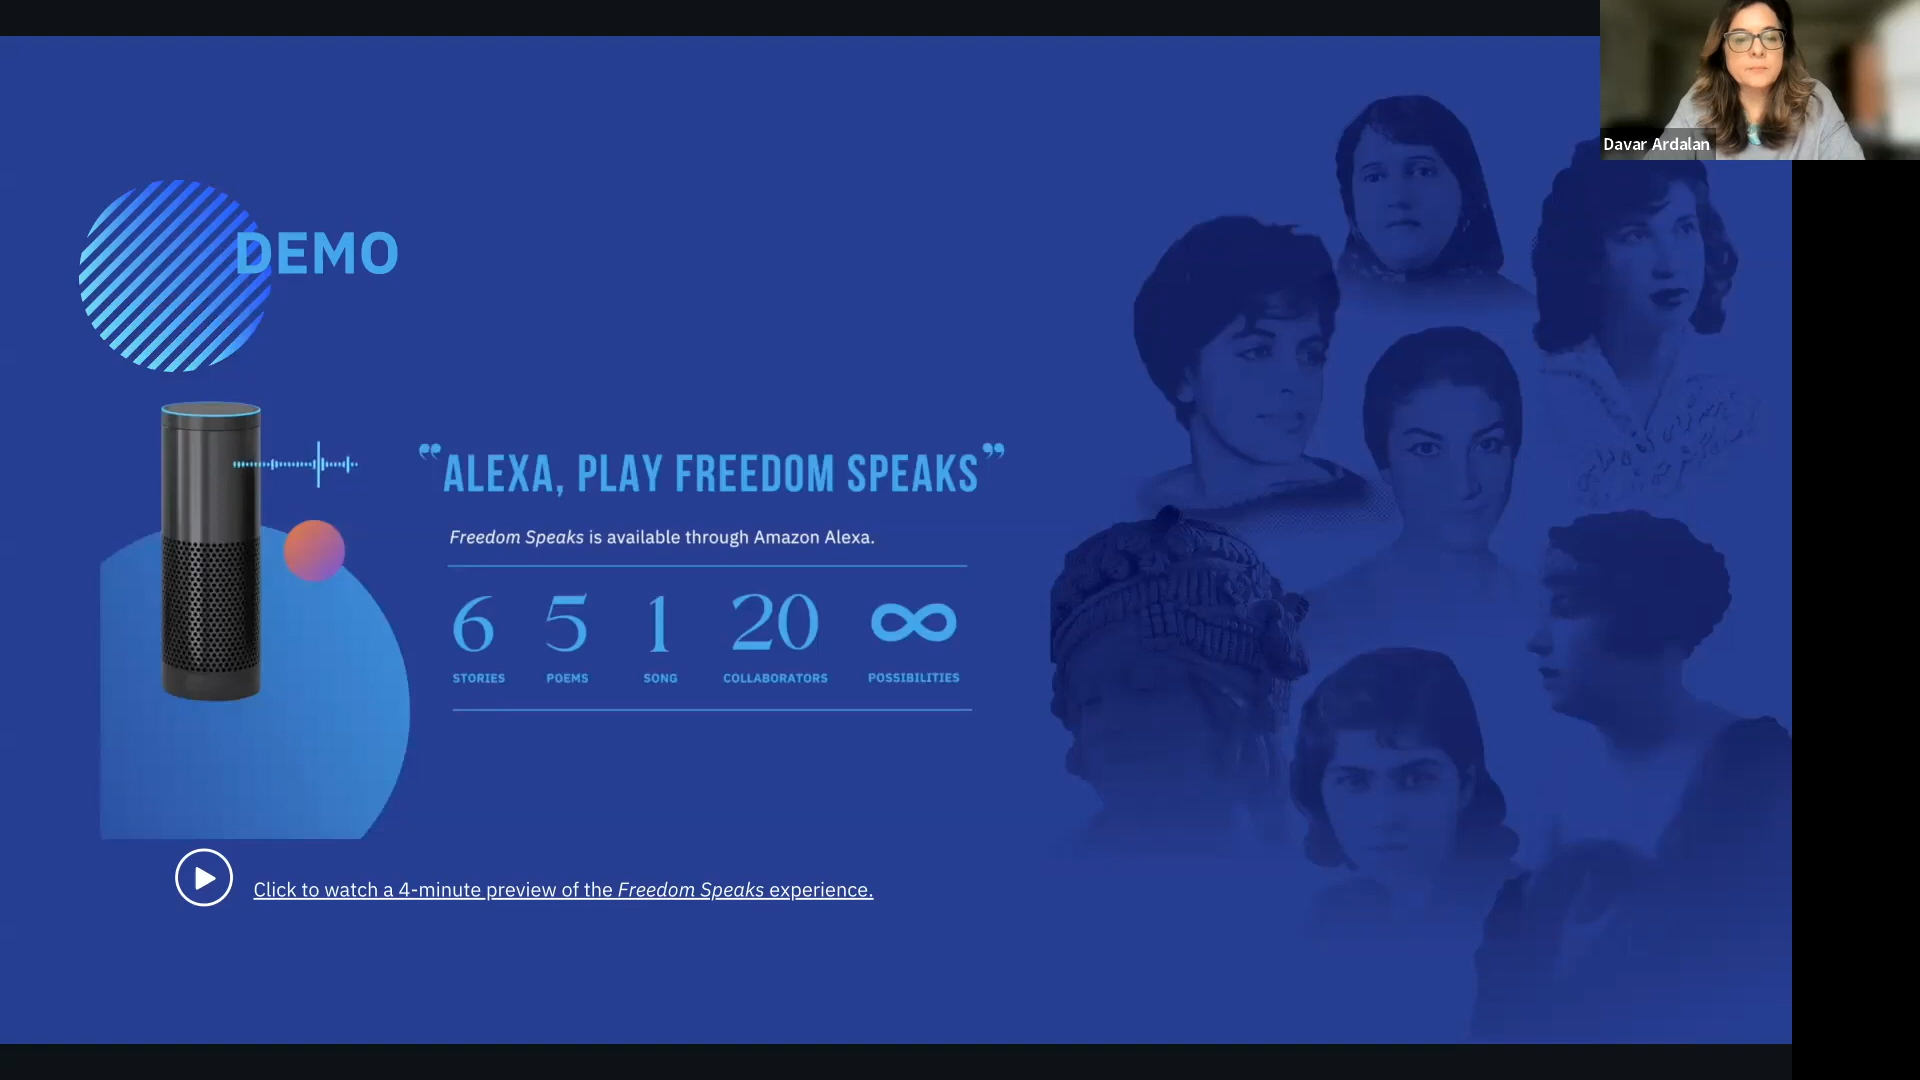 Davar Ardalan
DEMO
"ALEXA, PLAY FREEDOM SPEAKS"
Freedom Speaks is available through Amazon Alexa.
6 5 1 20 ∞
STORIES POEMS SONG COLLABORATORS POSSIBILITIES
Click to watch a 4-minute preview of the Freedom Speaks experience.